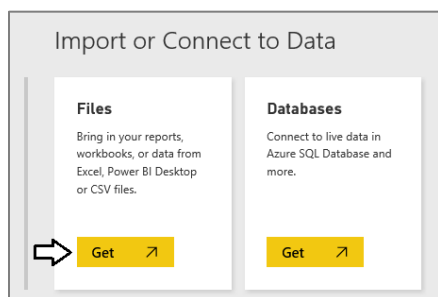 Import or Connect to Data
Files
Bring in your reports,
workbooks, or data from
Excel, Power BI Desktop
or CSV files.
Get
Databases
Connect to live data in
Azure SQL Database and
more.
Get